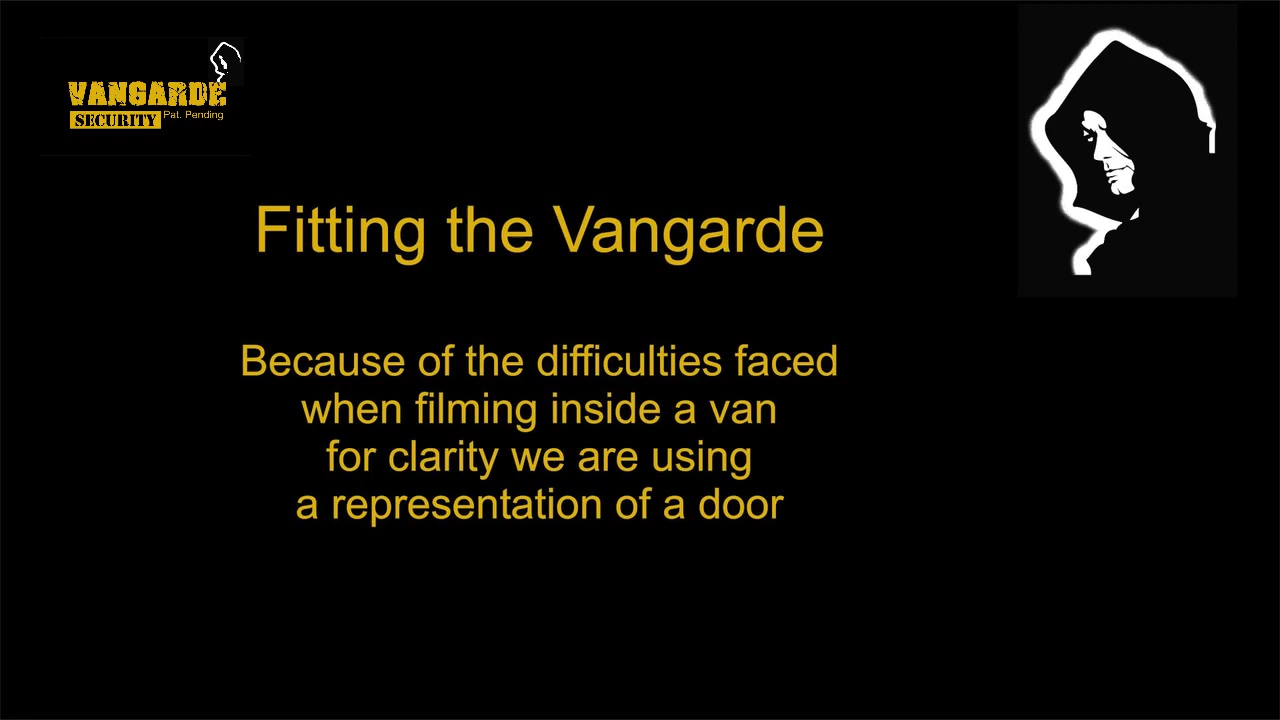 VANGARDE
SECURITY Pat. Pending
Fitting the Vangarde
Because of the difficulties faced
when filming inside a van
for clarity we are using
a representation of a door